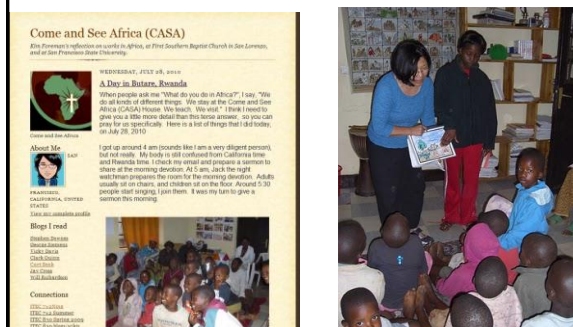 Come and See Africa (CASA)
Kim Foreman's reflection on works in Africa, at First Southern Baptist Church in San Lorenzo,
and at San Francisco State University.
WEDNESDAY, JULY 28, 2010
A Day in Butare, Rwanda
When people ask me "What do you do in Africa?", I say, "We
do all kinds of different things. We stay at the Come and See
Africa (CASA) House. We teach. We visit." I think I need to
give you a little more detail than this terse answer, so you can
pray for us specifically. Here is a list of things that I did today,
on July 28, 2010
Come and See Africa
About Me
SAN
FRANCISCO,
CALIFORNIA, UNITED
STATES
View my complete profile
I got up around 4 am (sounds like I am a very diligent person),
but not really. My body is still confused from California time
and Rwanda time. I check my email and prepare a sermon to
share at the morning devotion. At 5 am, Jack the night
watchman prepares the room for the morning devotion. Adults
usually sit on chairs, and children sit on the floor. Around 5:30
people start singing, I join them. It was my turn to give a
sermon this morning.
Blogs I read
Stephen Downes
Vicki Davis
Clark Quinn
Jay Cross
Will Richardson
Connections